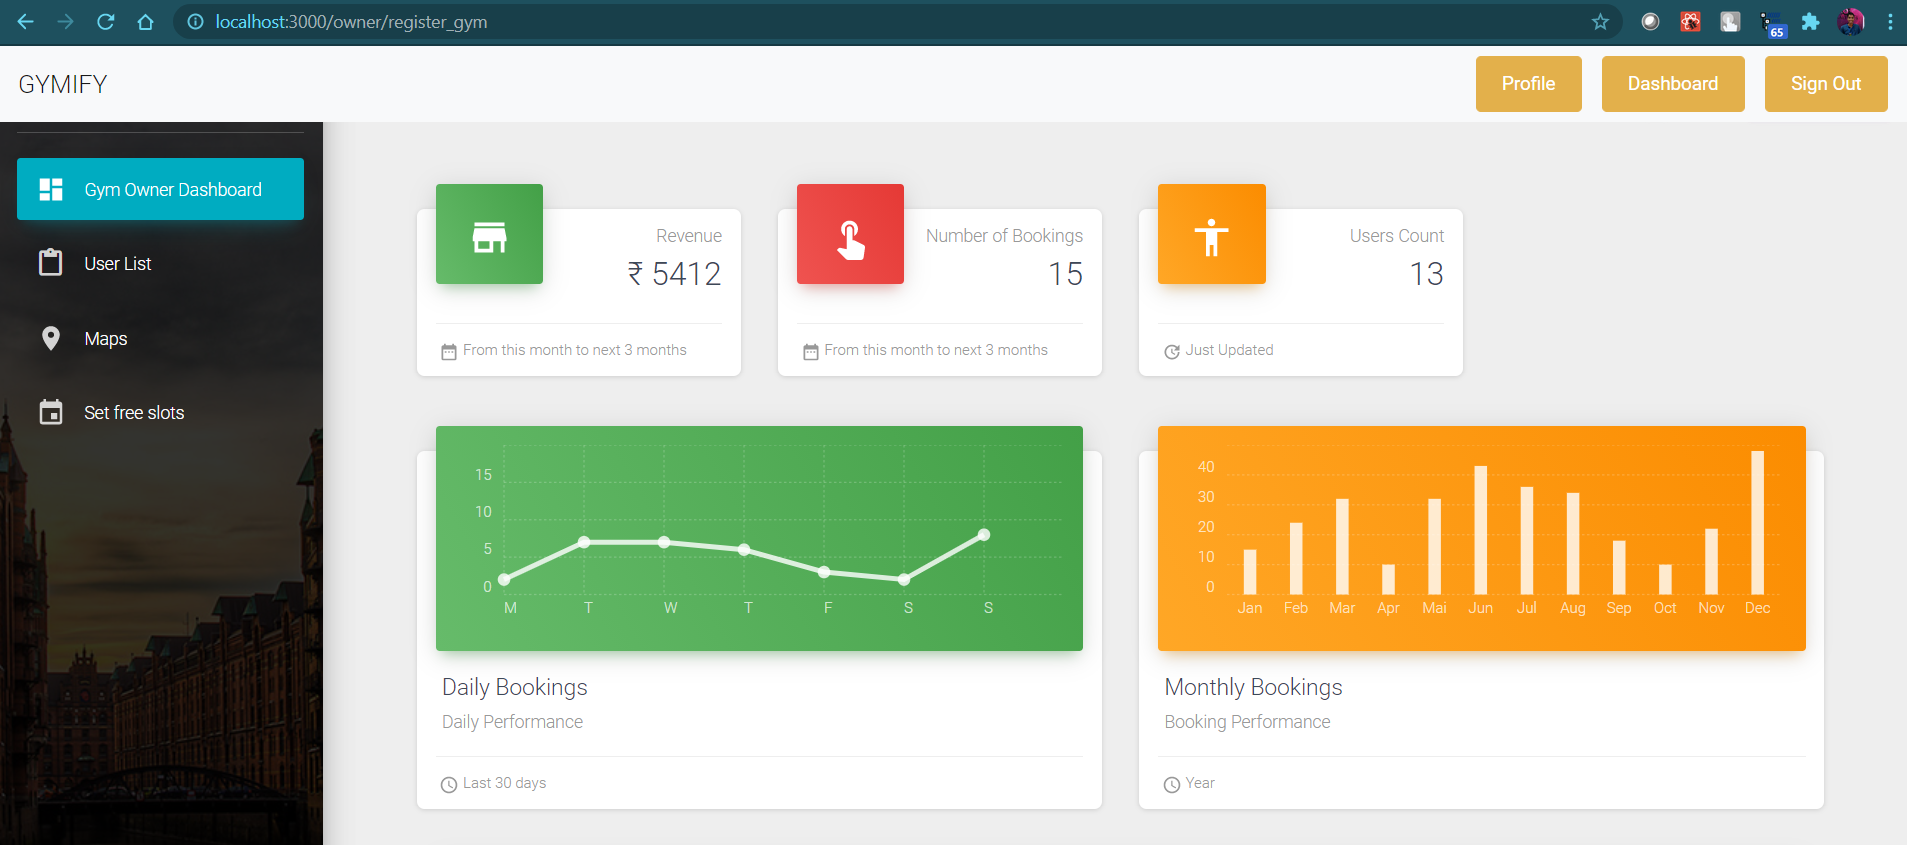 localhost:3000/owner/register_gym
65
GYMIFY
Profile
Dashboard
Sign Out
Gym Owner Dashboard
User List
Maps
Set free slots
Revenue
₹ 5412
From this month to next 3 months
Number of Bookings
15
From this month to next 3 months
Users Count
13
Just Updated
15
10
5
0
M T W T F S S
Daily Bookings
Daily Performance
Last 30 days
40
30
20
10
0
Jan Feb Mar Apr Mai Jun Jul Aug Sep Oct Nov Dec
Monthly Bookings
Booking Performance
Year